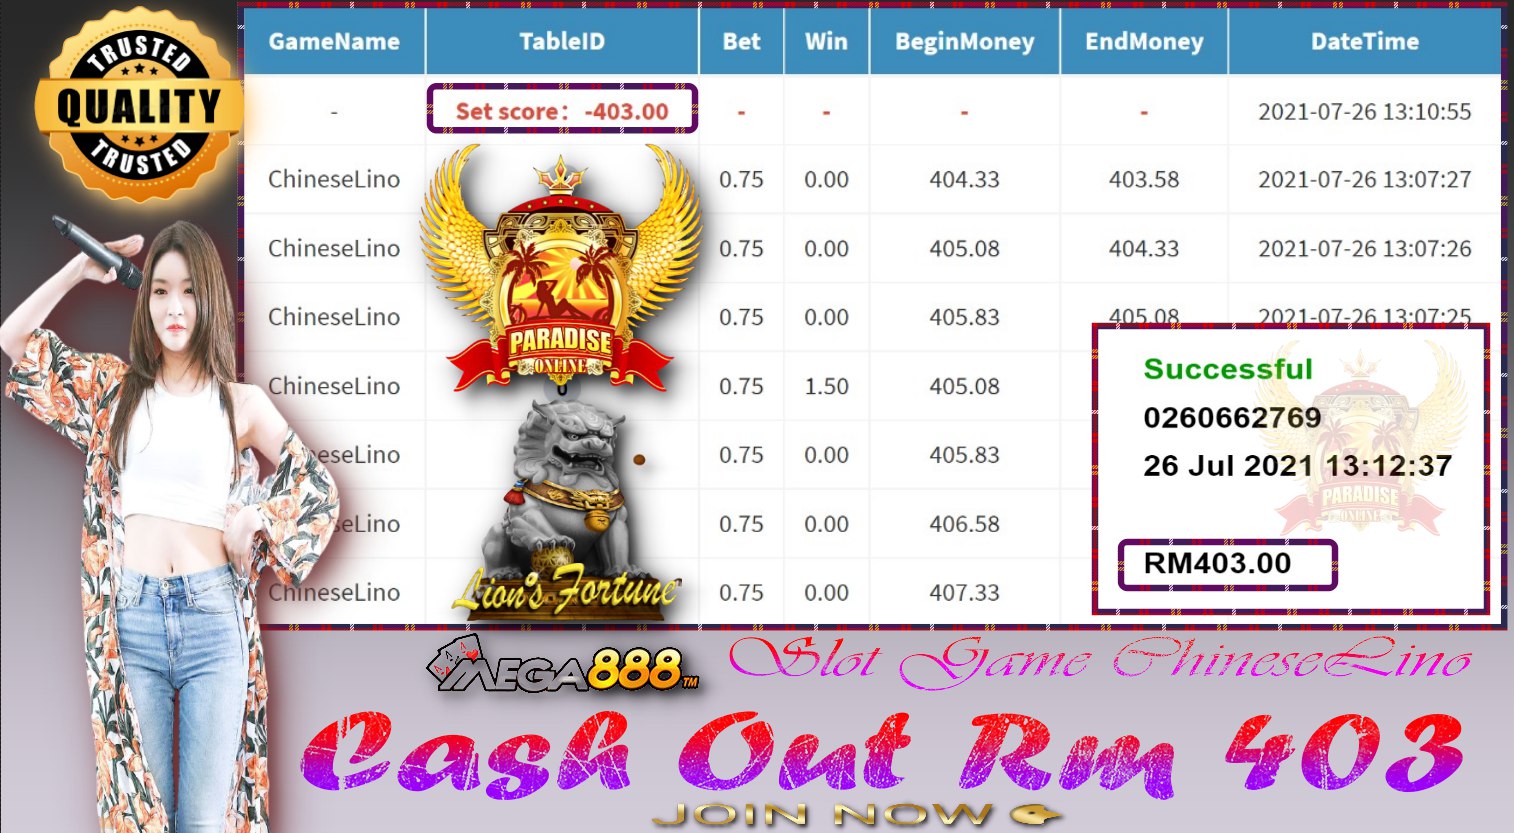 TRUSTED
QUALITY
TRUSTED
GameName TableID Bet Win BeginMoney EndMoney DateTime
- Set score: -403.00 - - - - 2021-07-26 13:10:55
ChineseLino 0.75 0.00 404.33 403.58 2021-07-26 13:07:27
ChineseLino 0.75 0.00 405.08 404.33 2021-07-26 13:07:26
ChineseLino 0.75 0.00 405.83 405.08 2021-07-26 13:07:25
PARADISE
ONLINE
ChineseLino 0.75 1.50 405.08
neseLino 0.75 0.00 405.83
seLino 0.75 0.00 406.58
ChineseLino 0.75 0.00 407.33
Lion's Fortune
Successful
0260662769
26 Jul 2021 13:12:37
PARADISE
ONLINE
RM403.00
MEGA888 TM
Slot Game ChineseLino
Cash Out Rm 403
JOIN NOW